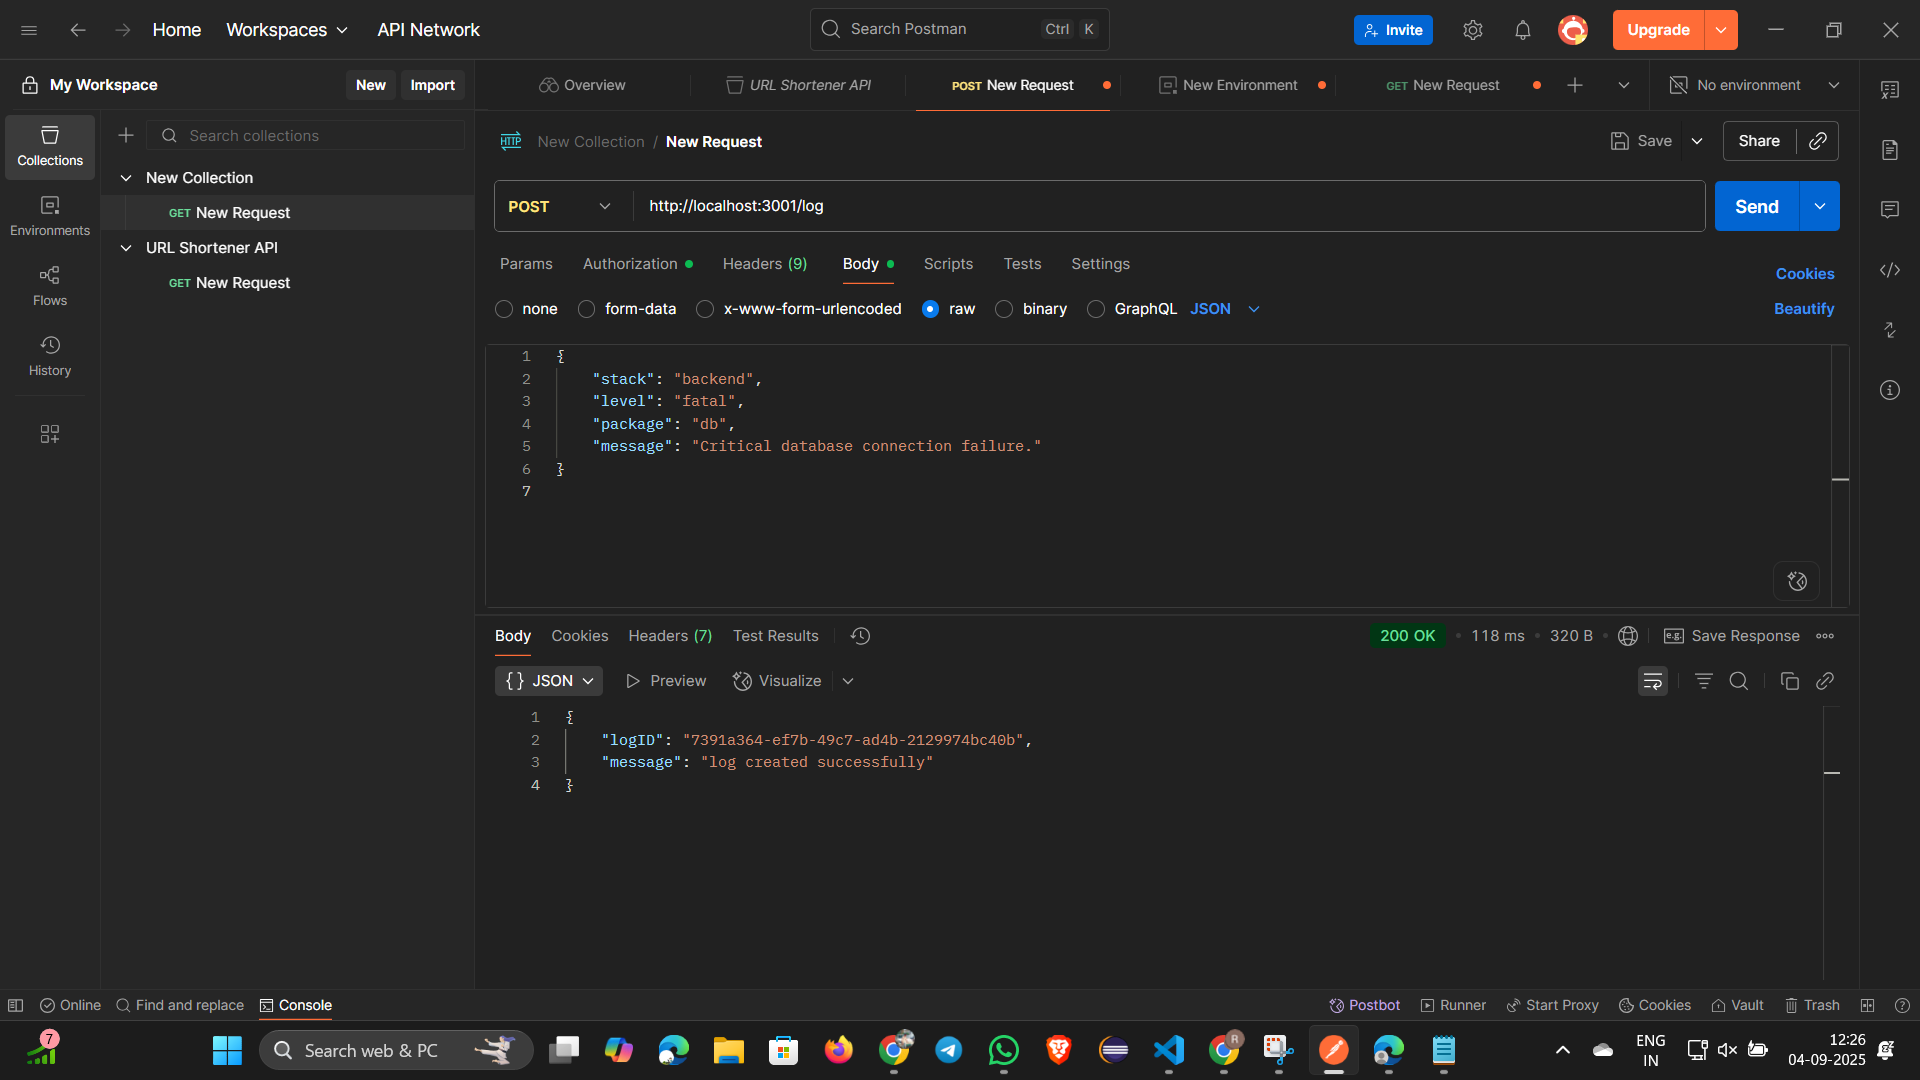 Home Workspaces API Network Search Postman Ctrl K Invite Upgrade
My Workspace New Import Overview URL Shortener API POST New Request New Environment GET New Request No environment
Collections
Environments
Flows
History
Search collections
New Collection
GET New Request
URL Shortener API
GET New Request
HTTP New Collection / New Request Save Share
POST http://localhost:3001/log Send
Params Authorization Headers (9) Body Scripts Tests Settings Cookies
none form-data x-www-form-urlencoded raw binary GraphQL JSON Beautify
1 {
2 "stack": "backend",
3 "level": "fatal",
4 "package": "db",
5 "message": "Critical database connection failure."
6 }
7
Body Cookies Headers (7) Test Results 200 OK • 118 ms • 320 B • e.g. Save Response
{} JSON Preview Visualize
1 {
2 "logID": "7391a364-ef7b-49c7-ad4b-2129974bc40b",
3 "message": "log created successfully"
4 }
Online Find and replace Console Postbot Runner Start Proxy Cookies Vault Trash
7 Search web & PC R ENG 12:26
IN 04-09-2025